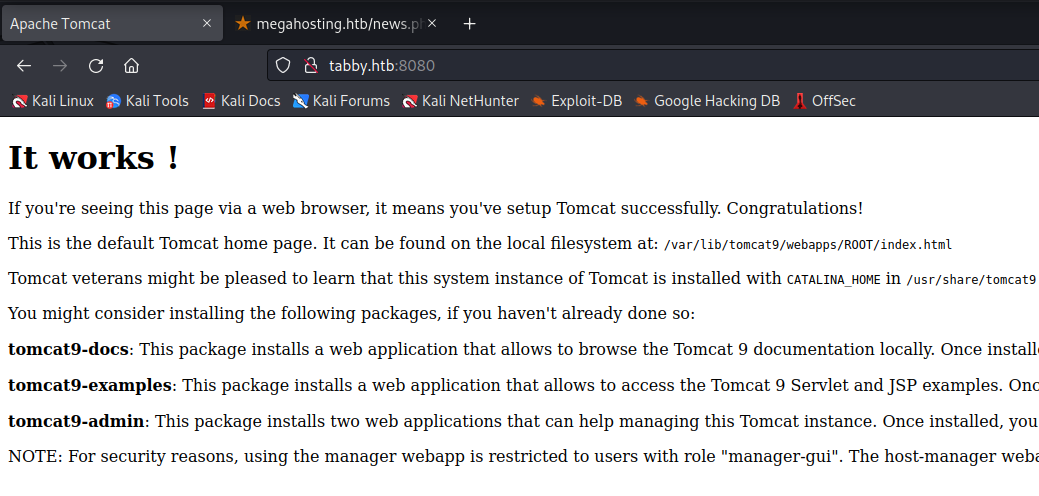 Apache Tomcat
megahosting.htb/news.p
tabby.htb:8080
Kali Linux Kali Tools Kali Docs Kali Forums Kali NetHunter Exploit-DB Google Hacking DB OffSec
It works !
If you're seeing this page via a web browser, it means you've setup Tomcat successfully. Congratulations!
This is the default Tomcat home page. It can be found on the local filesystem at: /var/lib/tomcat9/webapps/ROOT/index.html
Tomcat veterans might be pleased to learn that this system instance of Tomcat is installed with CATALINA_HOME in /usr/share/tomcat9
You might consider installing the following packages, if you haven't already done so:
tomcat9-docs: This package installs a web application that allows to browse the Tomcat 9 documentation locally. Once install
tomcat9-examples: This package installs a web application that allows to access the Tomcat 9 Servlet and JSP examples. Onc
tomcat9-admin: This package installs two web applications that can help managing this Tomcat instance. Once installed, you
NOTE: For security reasons, using the manager webapp is restricted to users with role "manager-gui". The host-manager weba